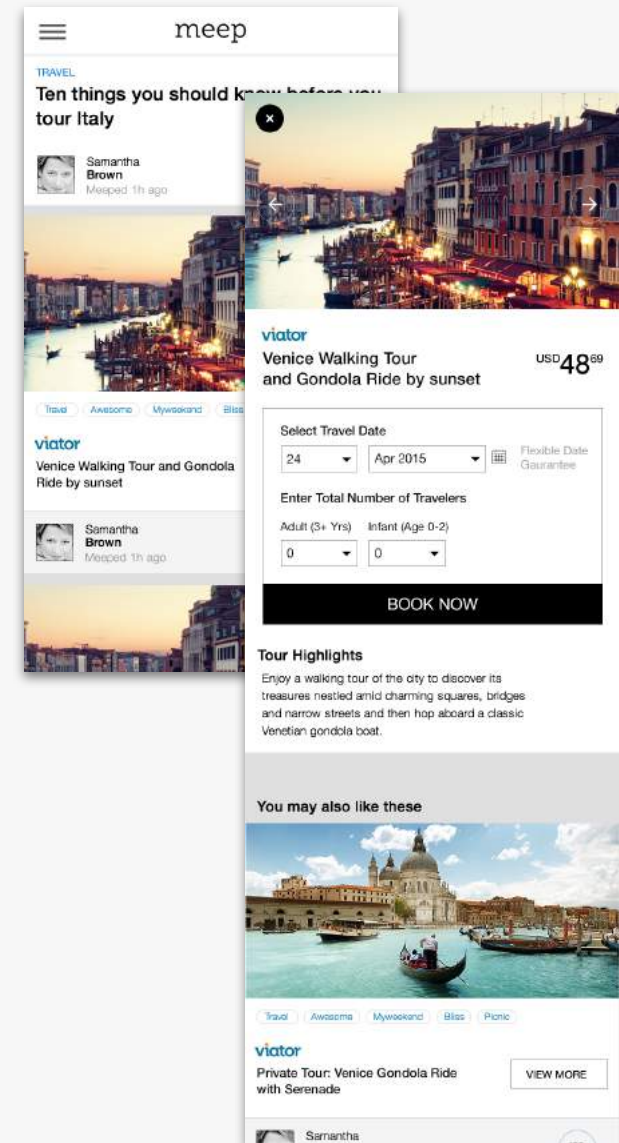 meep
TRAVEL
Ten things you should know before you
tour Italy
Samantha
Brown
Meeped 1h ago
Travel Awesome Myweekend Bliss
viator
Venice Walking Tour and Gondola
Ride by sunset
Samantha
Brown
Meeped 1h ago
viator
Venice Walking Tour
and Gondola Ride by sunset
USD 48 69
Select Travel Date
24 Apr 2015
Flexible Date
Gaurantee
Enter Total Number of Travelers
Adult (3+ Yrs) Infant (Age 0-2)
0 0
BOOK NOW
Tour Highlights
Enjoy a walking tour of the city to discover its
treasures nestled amid charming squares, bridges
and narrow streets and then hop aboard a classic
Venetian gondola boat.
You may also like these
Travel Awesome Myweekend Bliss Picnic
viator
Private Tour: Venice Gondola Ride
with Serenade
VIEW MORE
Samantha